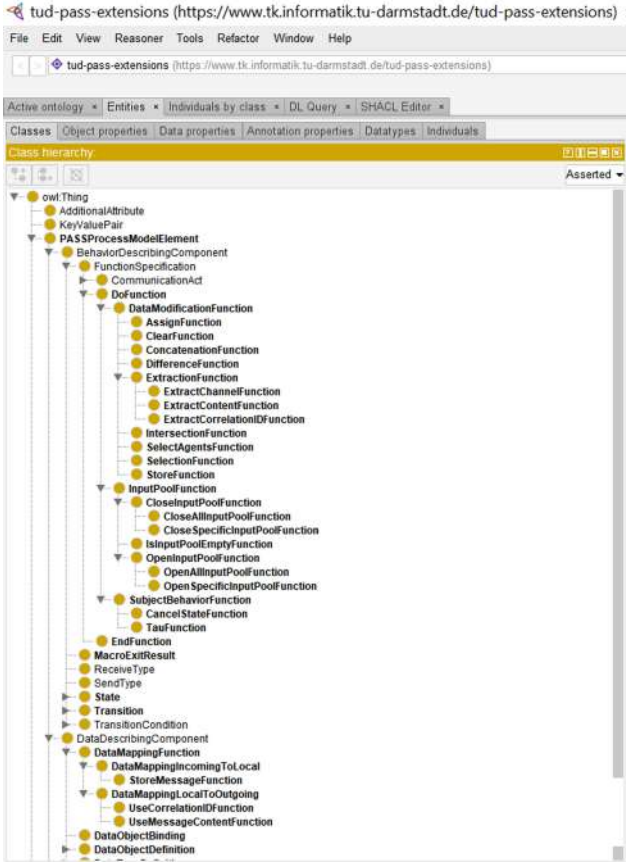 tud-pass-extensions (https://www.tk.informatik.tu-darmstadt.de/tud-pass-extensions)
File Edit View Reasoner Tools Refactor Window Help
< > tud-pass-extensions (https://www.tk.informatik.tu-darmstadt.de/tud-pass-extensions)
Active ontology × Entities × Individuals by class × DL Query × SHACL Editor ×
Classes Object properties Data properties Annotation properties Datatypes Individuals
Class hierarchy:
Asserted
owl:Thing
AdditionalAttribute
KeyValuePair
PASSProcessModelElement
BehaviorDescribingComponent
FunctionSpecification
CommunicationAct
DoFunction
DataModificationFunction
AssignFunction
ClearFunction
ConcatenationFunction
DifferenceFunction
ExtractionFunction
ExtractChannelFunction
ExtractContentFunction
ExtractCorrelationIDFunction
IntersectionFunction
SelectAgentsFunction
SelectionFunction
StoreFunction
InputPoolFunction
CloseInputPoolFunction
CloseAllInputPoolFunction
CloseSpecificInputPoolFunction
IsInputPoolEmptyFunction
OpenInputPoolFunction
OpenAllInputPoolFunction
OpenSpecificInputPoolFunction
SubjectBehaviorFunction
CancelStateFunction
TauFunction
EndFunction
MacroExitResult
ReceiveType
SendType
State
Transition
TransitionCondition
DataDescribingComponent
DataMappingFunction
DataMappingIncomingToLocal
StoreMessageFunction
DataMappingLocalToOutgoing
UseCorrelationIDFunction
UseMessageContentFunction
DataObjectBinding
DataObjectDefinition